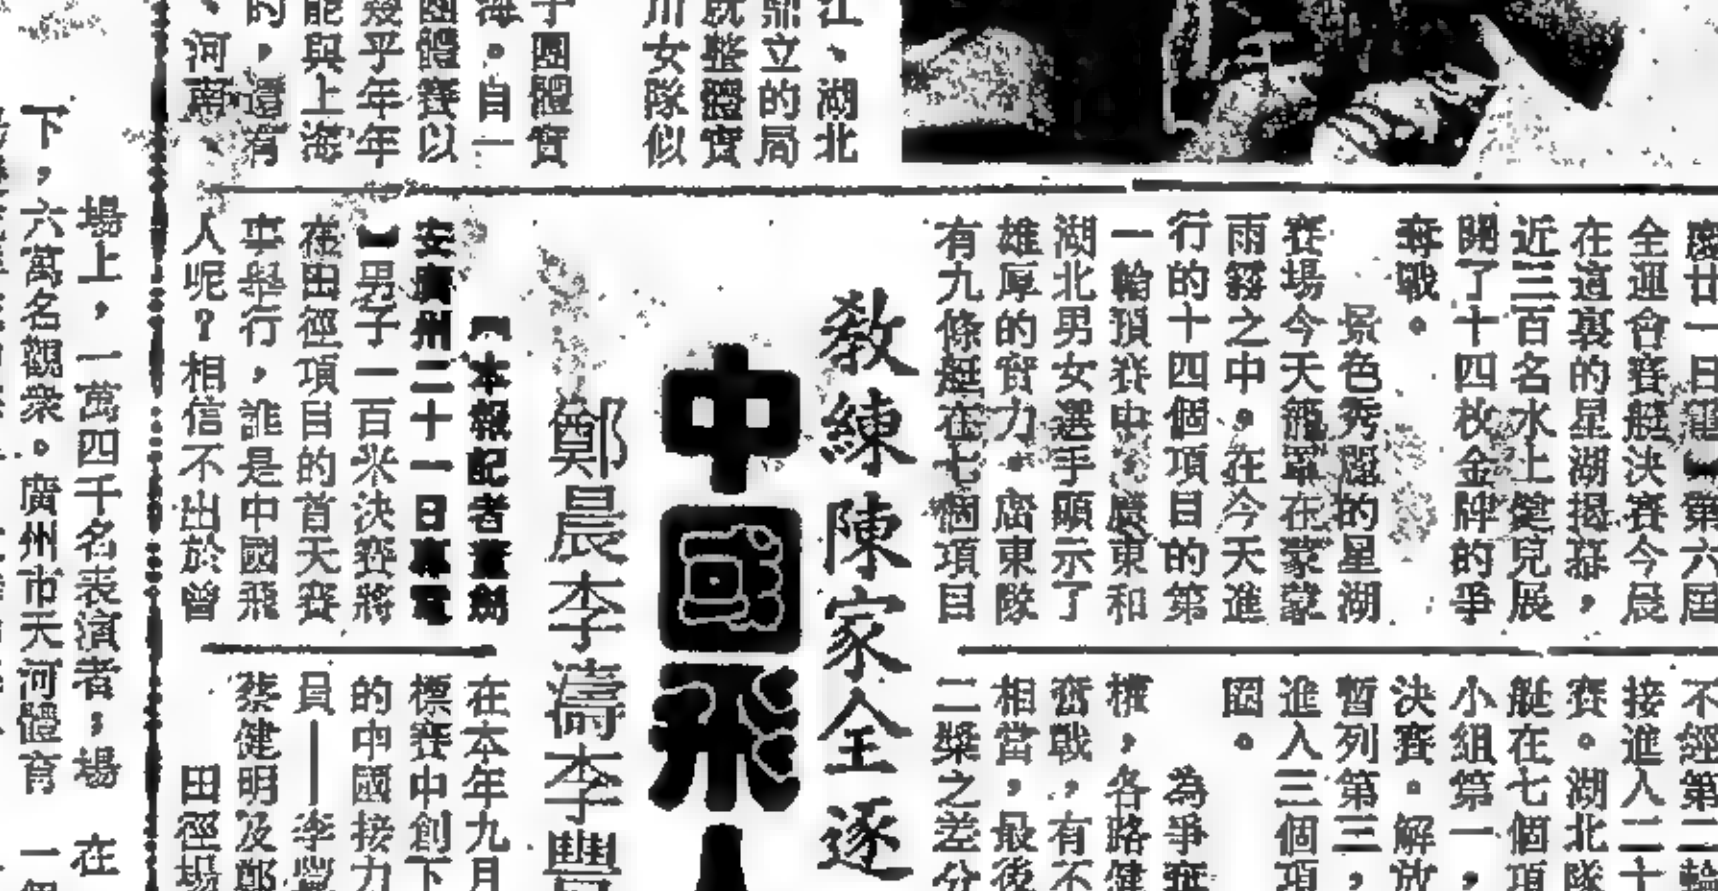 江、湖北
鼎立的局
就整體實
川女隊似
子團體實
海。自一
團體賽以
幾乎年年
能與上海
時，還有
、河南、
慶廿一日電】第六屆
全運會賽艇決賽今晨
在這裏的星湖揭幕，
近三百名水上健兒展
開了十四枚金牌的爭
奪戰。
景色秀麗的星湖
賽場今天籠罩在蒙蒙
雨霧之中。在今天進
行的十四個項目的第
一輪預賽中，廣東和
湖北男女選手顯示了
雄厚的實力，廣東隊
有九條艇在七個項目
不經第二輪
接進入二十
賽。湖北隊
艇在七個項
小組第一，
決賽。解放
暫列第三，
進入三個項
圈。
為爭奪
權，各路健
奮戰，有不
相當，最後
二槳之差分
教練陳家全逐
中國飛人
鄭晨李濤李豐
【本報記者
安廣州二十一日專電
】男子一百米決賽將
在田徑項目的首天賽
事舉行，誰是中國飛
人呢？相信不出於曾
在本年九月
標賽中創下
的中國接力
員——李豐
蔡健明及鄭
田徑場
場上，一萬四千名表演者，場
在
下，六萬名觀衆。廣州市天河體育
一個